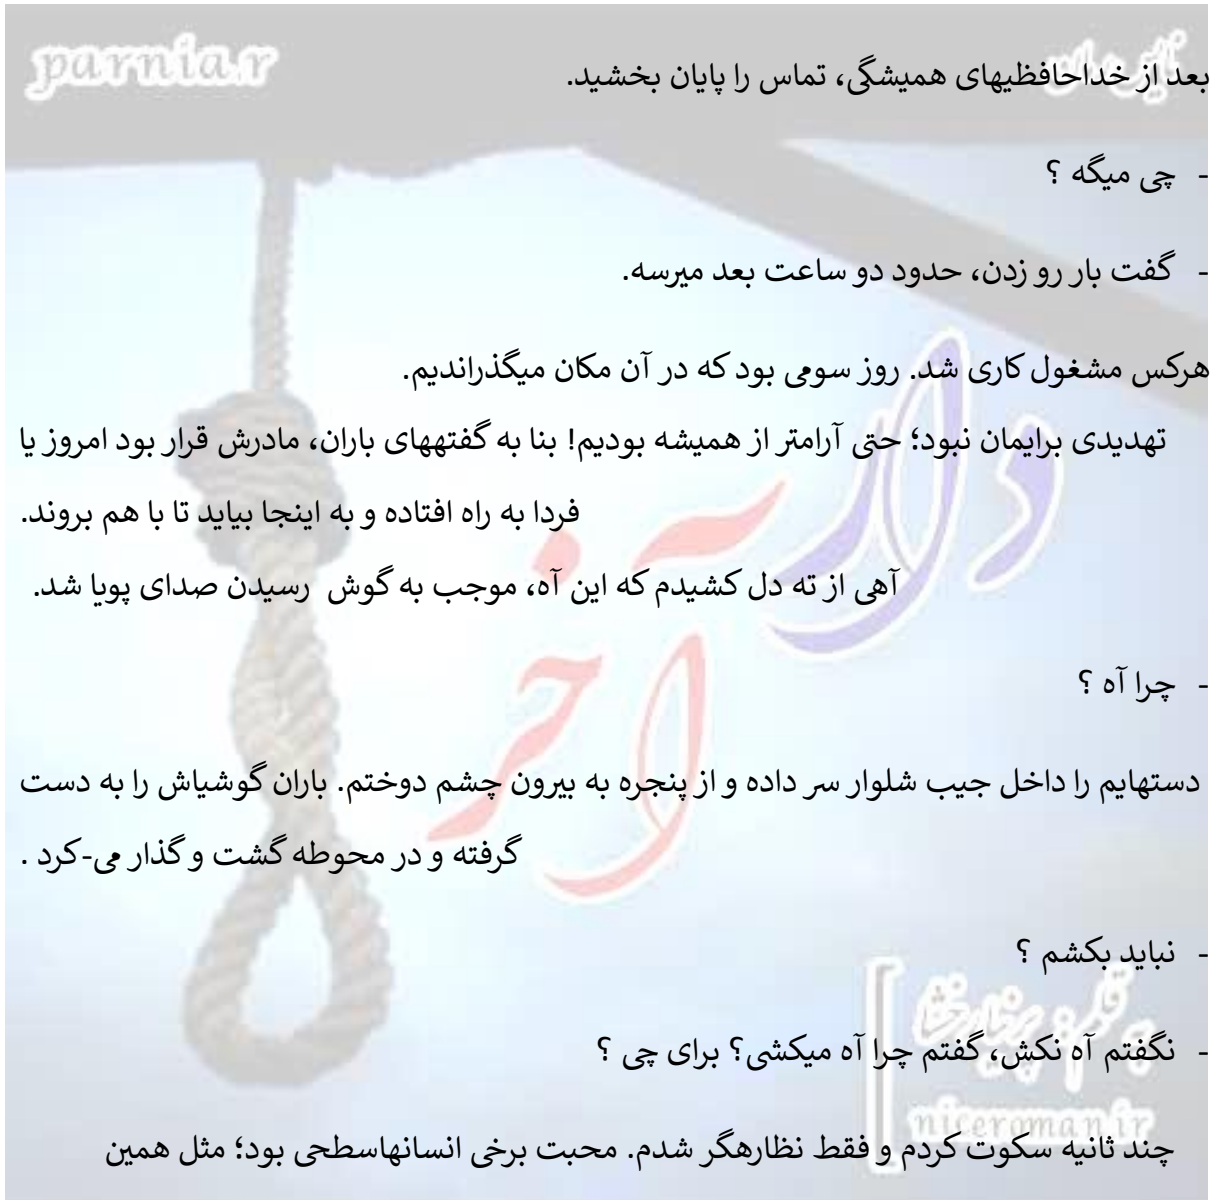 parnia.r
بعد از خداحافظیهای همیشگی، تماس را پایان بخشید.
- چی میگه ؟
- گفت بار رو زدن، حدود دو ساعت بعد میرسه.
هرکس مشغول کاری شد. روز سومی بود که در آن مکان میگذراندیم.
تهدیدی برایمان نبود؛ حتی آرامتر از همیشه بودیم! بنا به گفتههای باران، مادرش قرار بود امروز یا
فردا به راه افتاده و به اینجا بیاید تا با هم بروند.
آهی از ته دل کشیدم که این آه، موجب به گوش رسیدن صدای پویا شد.
دار
آخر
- چرا آه ؟
دستهایم را داخل جیب شلوار سر داده و از پنجره به بیرون چشم دوختم. باران گوشیاش را به دست
گرفته و در محوطه گشت و گذار می-کرد .
- نباید بکشم ؟
- نگفتم آه نکش، گفتم چرا آه میکشی؟ برای چی ؟
niceroman.ir
چند ثانیه سکوت کردم و فقط نظارهگر شدم. محبت برخی انسانهاسطحی بود؛ مثل همین